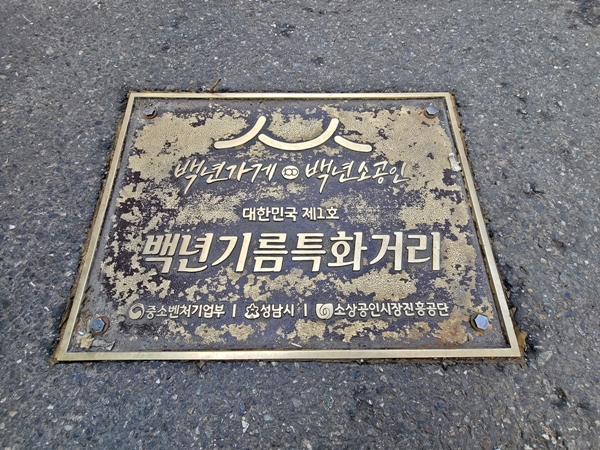 백년가게 백년소공인
대한민국 제1호
백년기름특화거리
중소벤처기업부 | 성남시 | 소상공인시장진흥공단